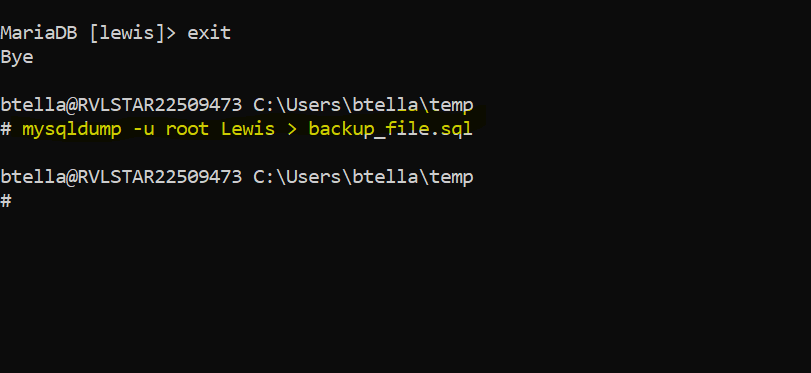 MariaDB [lewis]> exit
Bye
btella@RVLSTAR22509473 C:\Users\btella\temp
# mysqldump -u root Lewis > backup_file.sql
btella@RVLSTAR22509473 C:\Users\btella\temp
#